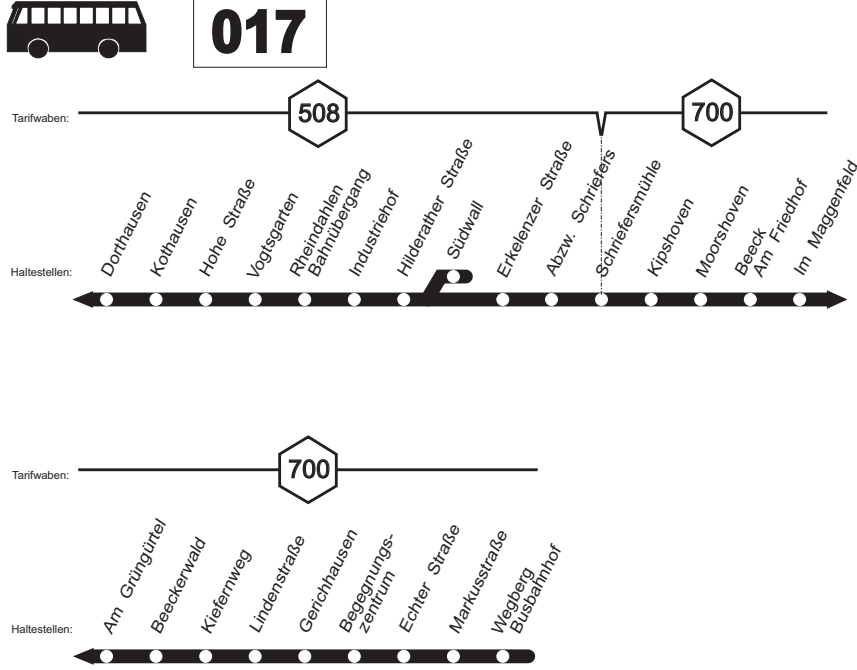 017
Tarifwaben:
508
700
Haltestellen:
Dorthausen
Kothausen
Hohe Straße
Vogtsgarten
Rheindahlen
Bahnübergang
Industriehof
Hilderather Straße
Südwall
Erkelenzer Straße
Abzw. Schriefers
Schriefersmühle
Kipshoven
Moorshoven
Beeck
Am Friedhof
Im Maggenfeld
Tarifwaben:
700
Haltestellen:
Am Grüngürtel
Beeckerwald
Kiefernweg
Lindenstraße
Gerichhausen
Begegnungs-
zentrum
Echter Straße
Markusstraße
Wegberg
Busbahnhof